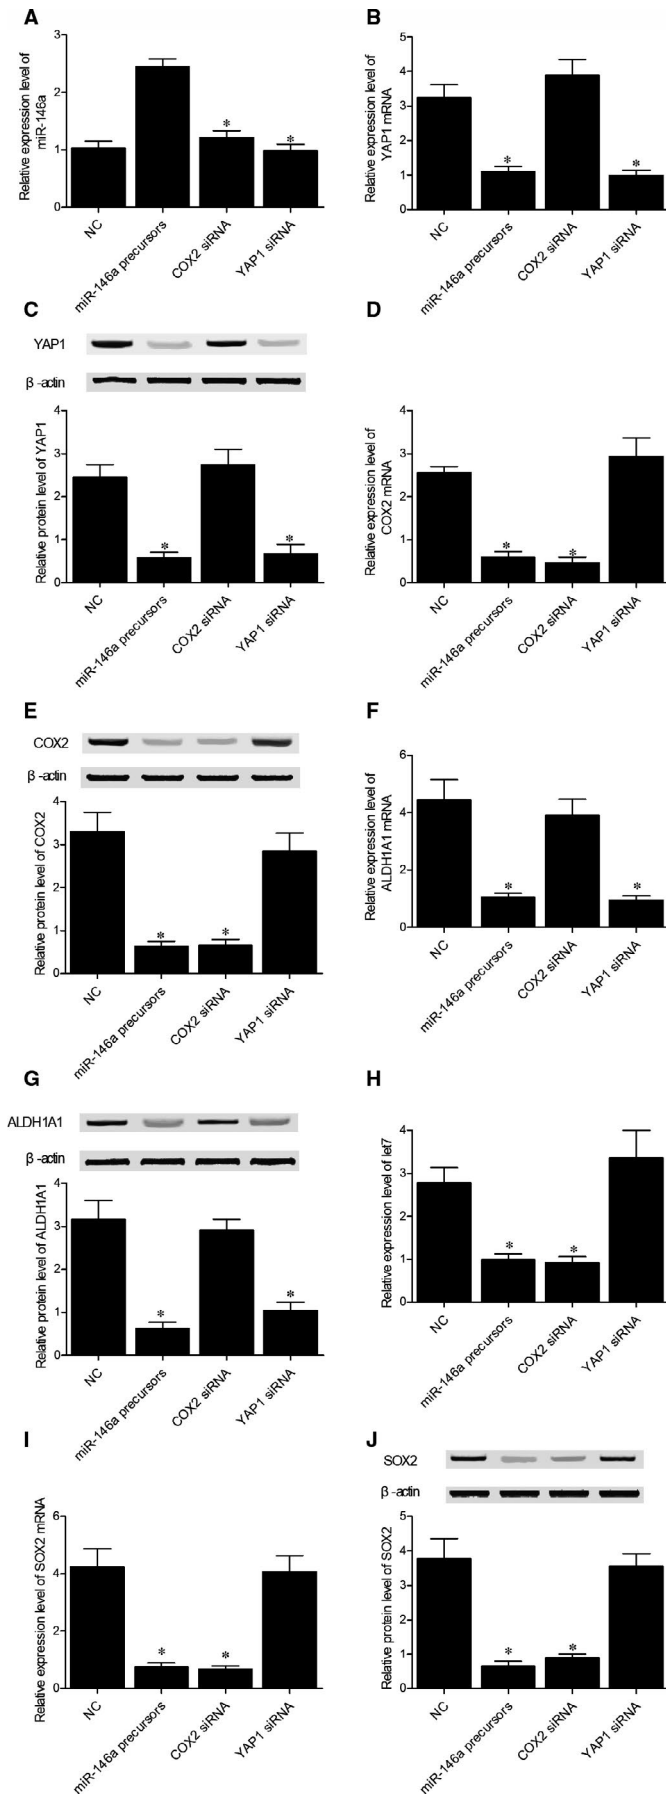 A
Relative expression level of
miR-146a
3
2
1
0
*
*
NC
miR-146a precursors
COX2 siRNA
YAP1 siRNA
B
Relative expression level of
YAP1 mRNA
5
4
3
2
1
0
*
*
NC
miR-146a precursors
COX2 siRNA
YAP1 siRNA
C
YAP1
β -actin
Relative protein level of YAP1
4
3
2
1
0
*
*
NC
miR-146a precursors
COX2 siRNA
YAP1 siRNA
D
Relative expression level of
COX2 mRNA
4
3
2
1
0
*
*
NC
miR-146a precursors
COX2 siRNA
YAP1 siRNA
E
COX2
β -actin
Relative protein level of COX2
4
3
2
1
0
*
*
NC
miR-146a precursors
COX2 siRNA
YAP1 siRNA
F
Relative expression level of
ALDH1A1 mRNA
6
4
2
0
*
*
NC
miR-146a precursors
COX2 siRNA
YAP1 siRNA
G
ALDH1A1
β -actin
Relative protein level of ALDH1A1
4
3
2
1
0
*
*
NC
miR-146a precursors
COX2 siRNA
YAP1 siRNA
H
Relative expression level of let7
4
3
2
1
0
*
*
NC
miR-146a precursors
COX2 siRNA
YAP1 siRNA
I
Relative expression level of SOX2 mRNA
6
4
2
0
*
*
NC
miR-146a precursors
COX2 siRNA
YAP1 siRNA
J
SOX2
β -actin
Relative protein level of SOX2
5
4
3
2
1
0
*
*
NC
miR-146a precursors
COX2 siRNA
YAP1 siRNA